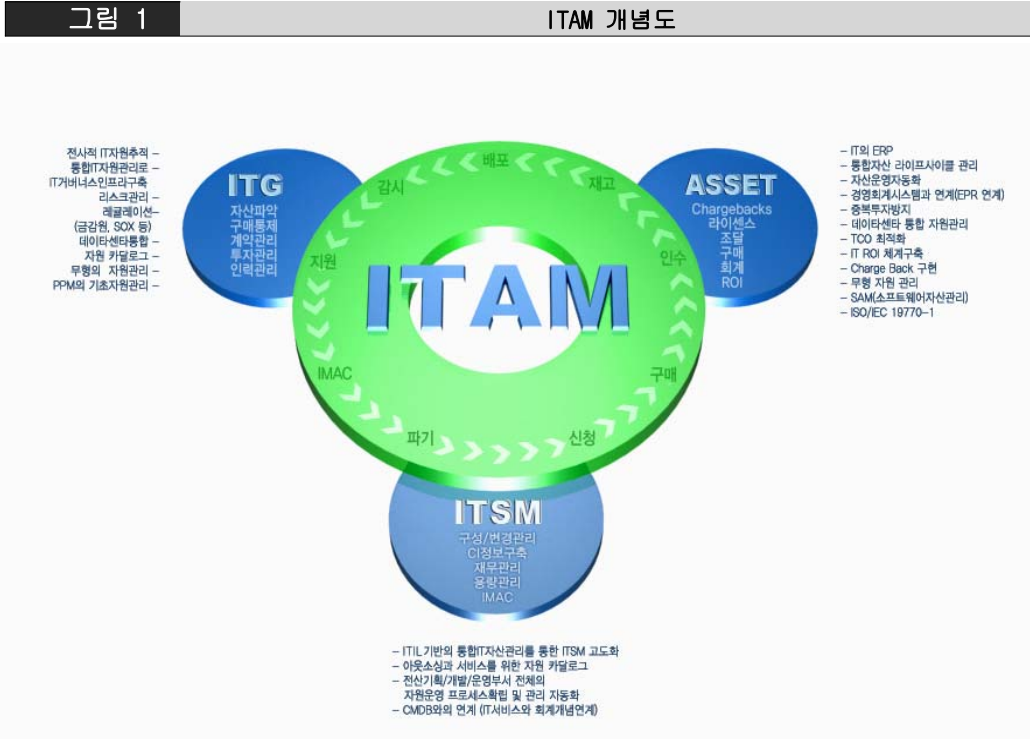 그림 1
ITAM 개념도
전사적 IT자원추적 –
통합IT자원관리로 –
IT거버너스인프라구축
리스크관리 –
레귤레이션–
(금감원, SOX 등)
데이타센타통합 –
자원 카달로그 –
무형의 자원관리 –
PPM의 기초자원관리 –
ITG
자산파악
구매통제
계약관리
투자관리
인력관리
배포
감시
재고
지원
인수
ITAM
IMAC
구매
파기
신청
ASSET
Chargebacks
라이센스
조달
구매
회계
ROI
– IT의 ERP
– 통합자산 라이프사이클 관리
– 자산운영자동화
– 경영회계시스템과 연계(EPR 연계)
– 중복투자방지
– 데이타센타 통합 자원관리
– TCO 최적화
– IT ROI 체계구축
– Charge Back 구현
– 무형 자원 관리
– SAM(소프트웨어자산관리)
– ISO/IEC 19770–1
ITSM
구성/변경관리
CI정보구축
재무관리
용량관리
IMAC
– ITIL기반의 통합IT자산관리를 통한 ITSM 고도화
– 아웃소싱과 서비스를 위한 자원 카달로그
– 전산기획/개발/운영부서 전체의
자원운영 프로세스확립 및 관리 자동화
– CMDB와의 연계 (IT서비스와 회계개념연계)